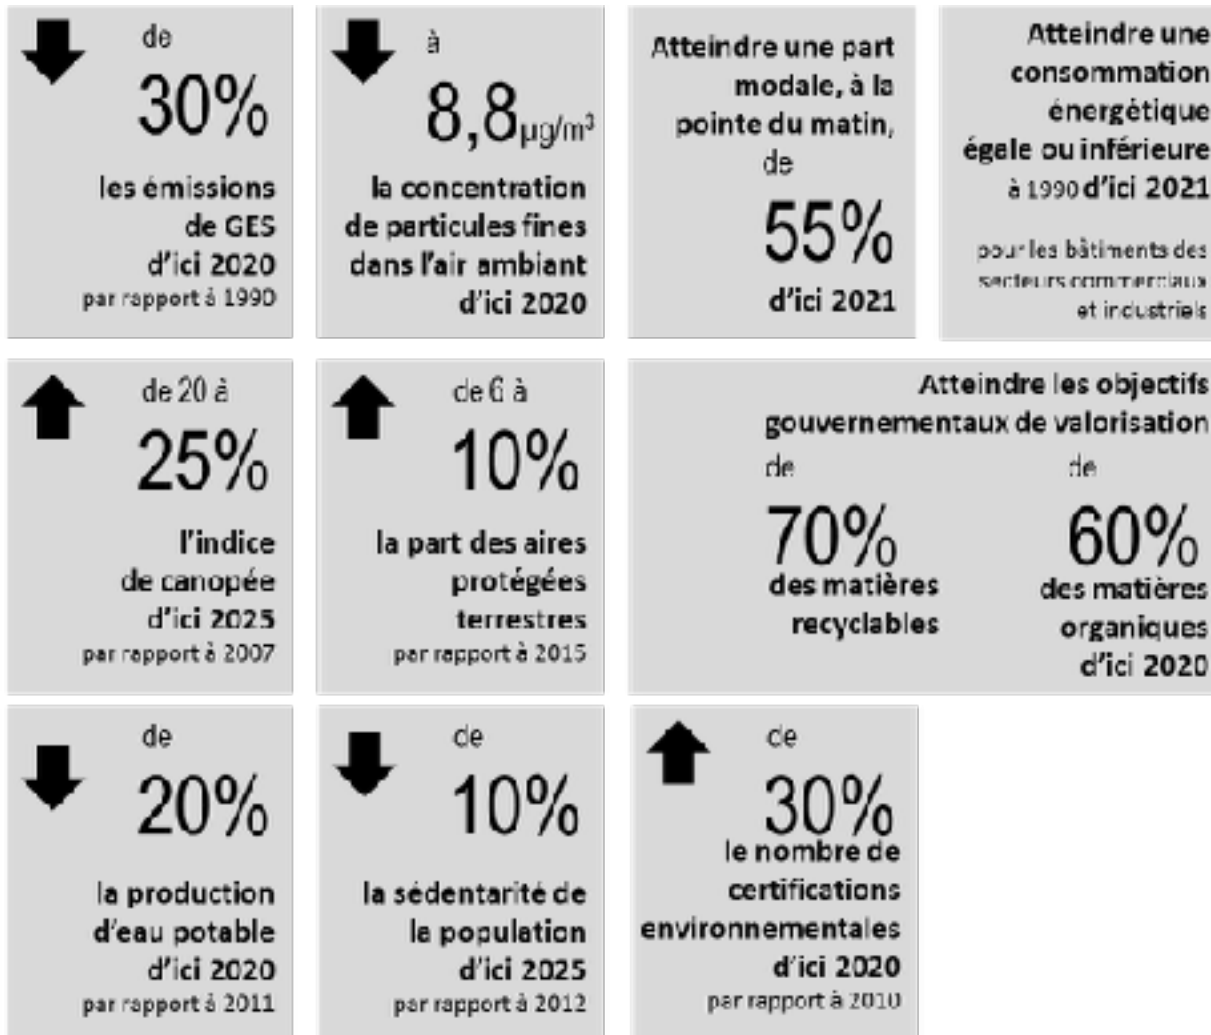 de
30%
les émissions
de GES
d'ici 2020
par rapport à 1990
à
8,8µg/m³
la concentration
de particules fines
dans l'air ambiant
d'ici 2020
Atteindre une part
modale, à la
pointe du matin,
de
55%
d'ici 2021
Atteindre une
consommation
énergétique
égale ou inférieure
à 1990 d'ici 2021
pour les bâtiments des
secteurs commerciaux
et industriels
de 20 à
25%
l'indice
de canopée
d'ici 2025
par rapport à 2007
de 6 à
10%
la part des aires
protégées
terrestres
par rapport à 2015
Atteindre les objectifs
gouvernementaux de valorisation
de
70%
des matières
recyclables
de
60%
des matières
organiques
d'ici 2020
de
20%
la production
d'eau potable
d'ici 2020
par rapport à 2011
de
10%
la sédentarité de
la population
d'ici 2025
par rapport à 2012
de
30%
le nombre de
certifications
environnementales
d'ici 2020
par rapport à 2010